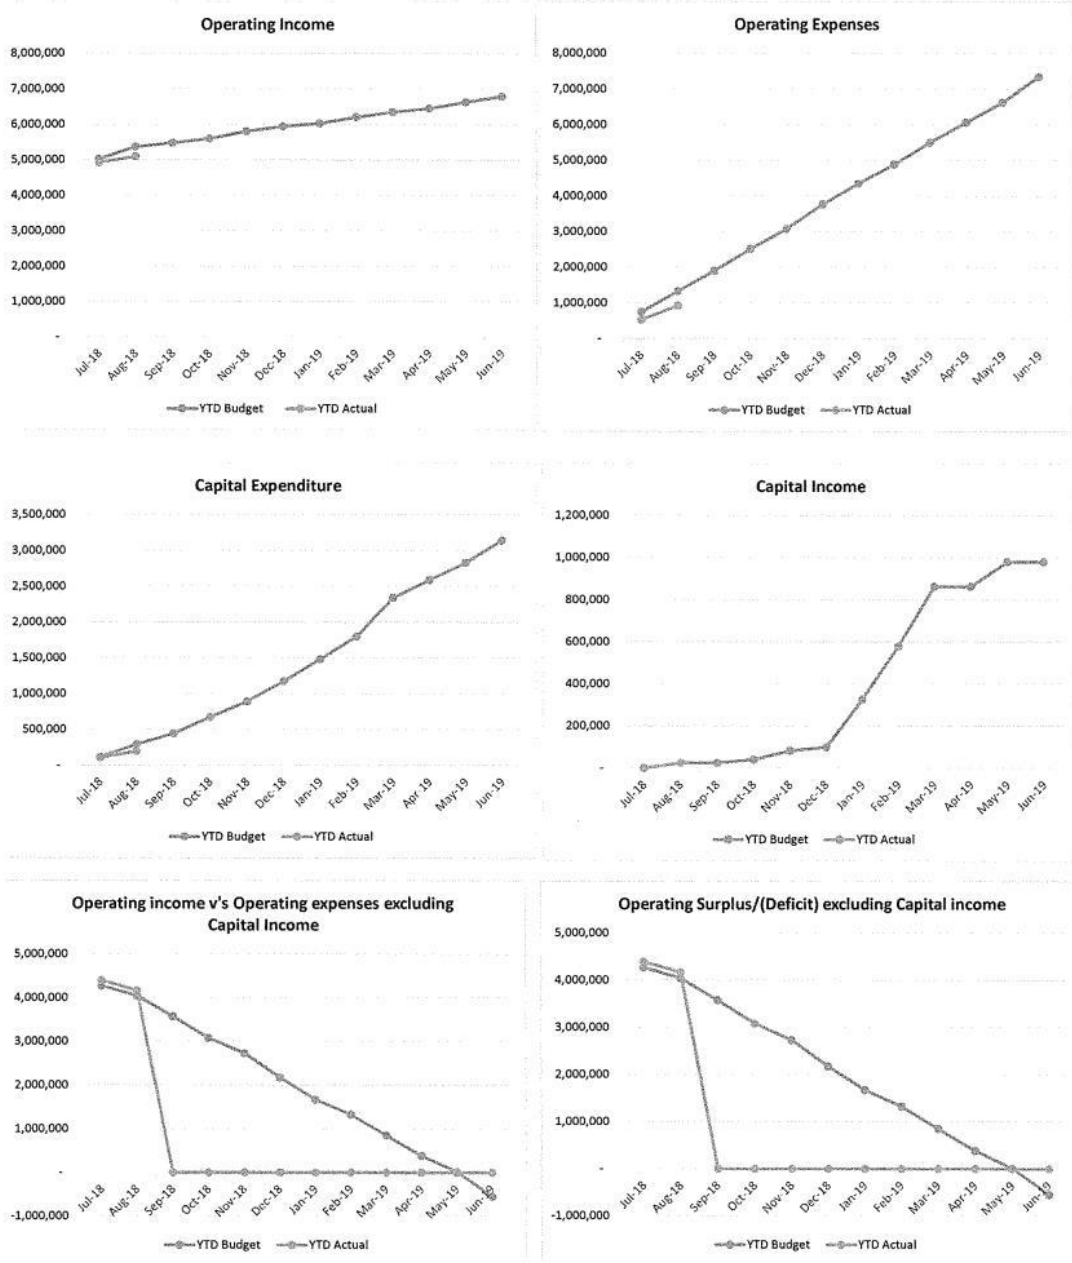 Operating Income
8,000,000
7,000,000
6,000,000
5,000,000
4,000,000
3,000,000
2,000,000
1,000,000
-
Jul-18 Aug-18 Sep-18 Oct-18 Nov-18 Dec-18 Jan-19 Feb-19 Mar-19 Apr-19 May-19 Jun-19
YTD Budget YTD Actual
Operating Expenses
8,000,000
7,000,000
6,000,000
5,000,000
4,000,000
3,000,000
2,000,000
1,000,000
-
Jul-18 Aug-18 Sep-18 Oct-18 Nov-18 Dec-18 Jan-19 Feb-19 Mar-19 Apr-19 May-19 Jun-19
YTD Budget YTD Actual
Capital Expenditure
3,500,000
3,000,000
2,500,000
2,000,000
1,500,000
1,000,000
500,000
-
Jul-18 Aug-18 Sep-18 Oct-18 Nov-18 Dec-18 Jan-19 Feb-19 Mar-19 Apr-19 May-19 Jun-19
YTD Budget YTD Actual
Capital Income
1,200,000
1,000,000
800,000
600,000
400,000
200,000
-
Jul-18 Aug-18 Sep-18 Oct-18 Nov-18 Dec-18 Jan-19 Feb-19 Mar-19 Apr-19 May-19 Jun-19
YTD Budget YTD Actual
Operating income v's Operating expenses excluding
Capital Income
5,000,000
4,000,000
3,000,000
2,000,000
1,000,000
-
-1,000,000
Jul-18 Aug-18 Sep-18 Oct-18 Nov-18 Dec-18 Jan-19 Feb-19 Mar-19 Apr-19 May-19 Jun-19
YTD Budget YTD Actual
Operating Surplus/(Deficit) excluding Capital income
5,000,000
4,000,000
3,000,000
2,000,000
1,000,000
-
-1,000,000
Jul-18 Aug-18 Sep-18 Oct-18 Nov-18 Dec-18 Jan-19 Feb-19 Mar-19 Apr-19 May-19 Jun-19
YTD Budget YTD Actual